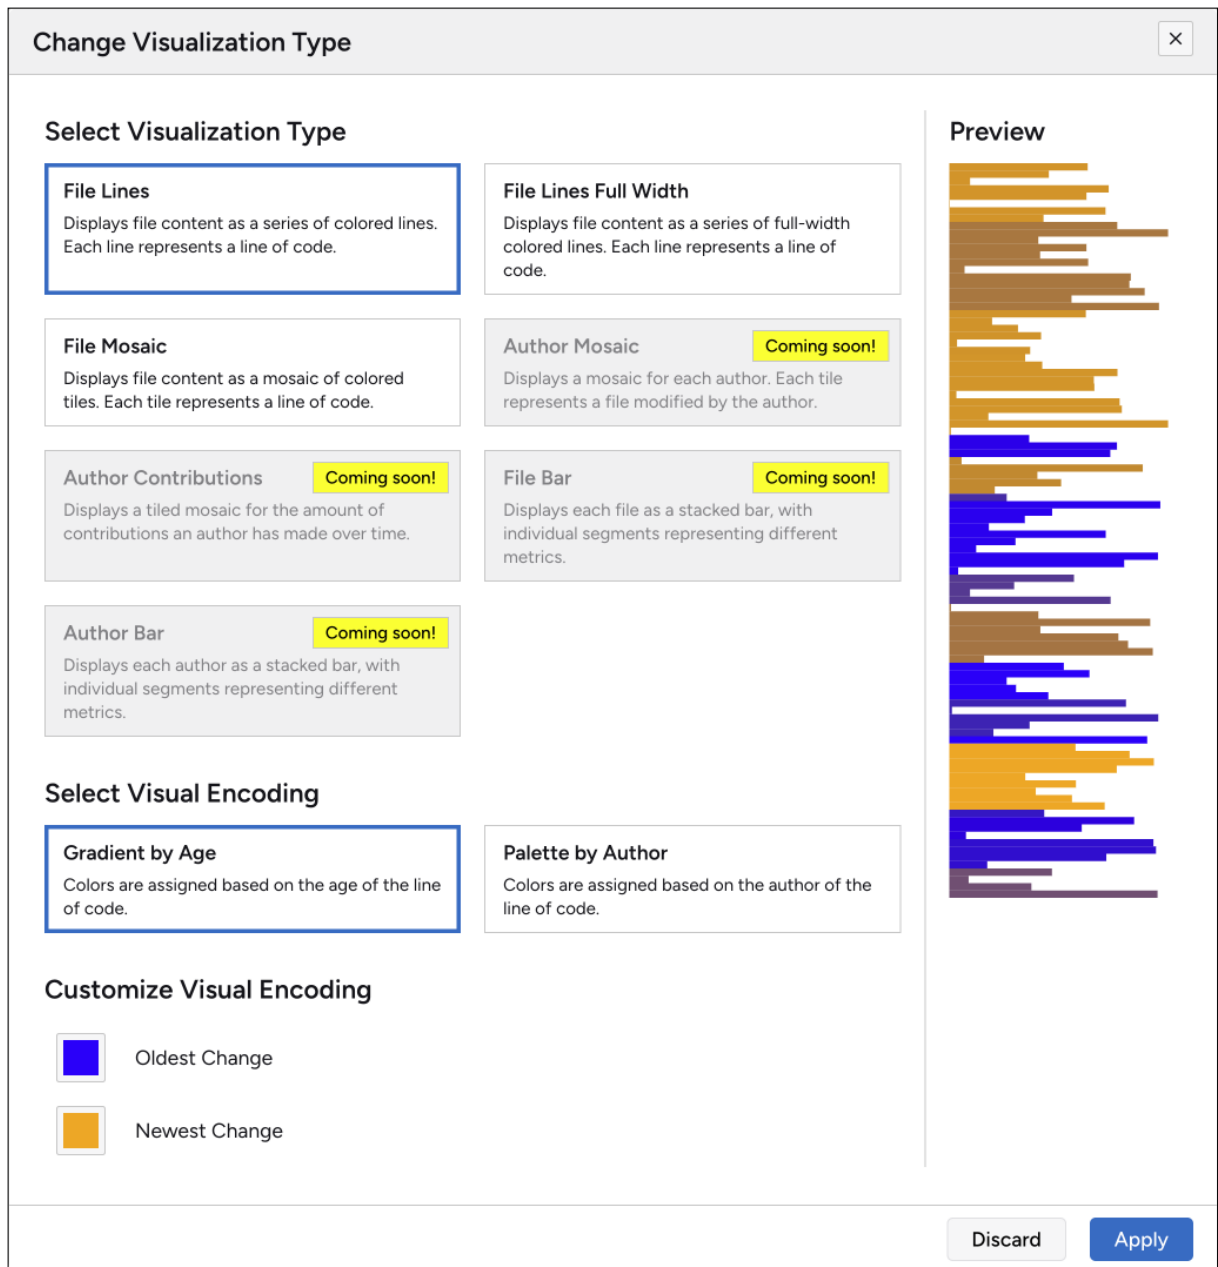 Change Visualization Type
Select Visualization Type
File Lines
Displays file content as a series of colored lines.
Each line represents a line of code.
File Lines Full Width
Displays file content as a series of full-width
colored lines. Each line represents a line of
code.
File Mosaic
Displays file content as a mosaic of colored
tiles. Each tile represents a line of code.
Author Mosaic
Coming soon!
Displays a mosaic for each author. Each tile
represents a file modified by the author.
Author Contributions
Coming soon!
Displays a tiled mosaic for the amount of
contributions an author has made over time.
File Bar
Coming soon!
Displays each file as a stacked bar, with
individual segments representing different
metrics.
Author Bar
Coming soon!
Displays each author as a stacked bar, with
individual segments representing different
metrics.
Select Visual Encoding
Gradient by Age
Colors are assigned based on the age of the line
of code.
Palette by Author
Colors are assigned based on the author of the
line of code.
Customize Visual Encoding
Oldest Change
Newest Change
Preview
Discard
Apply